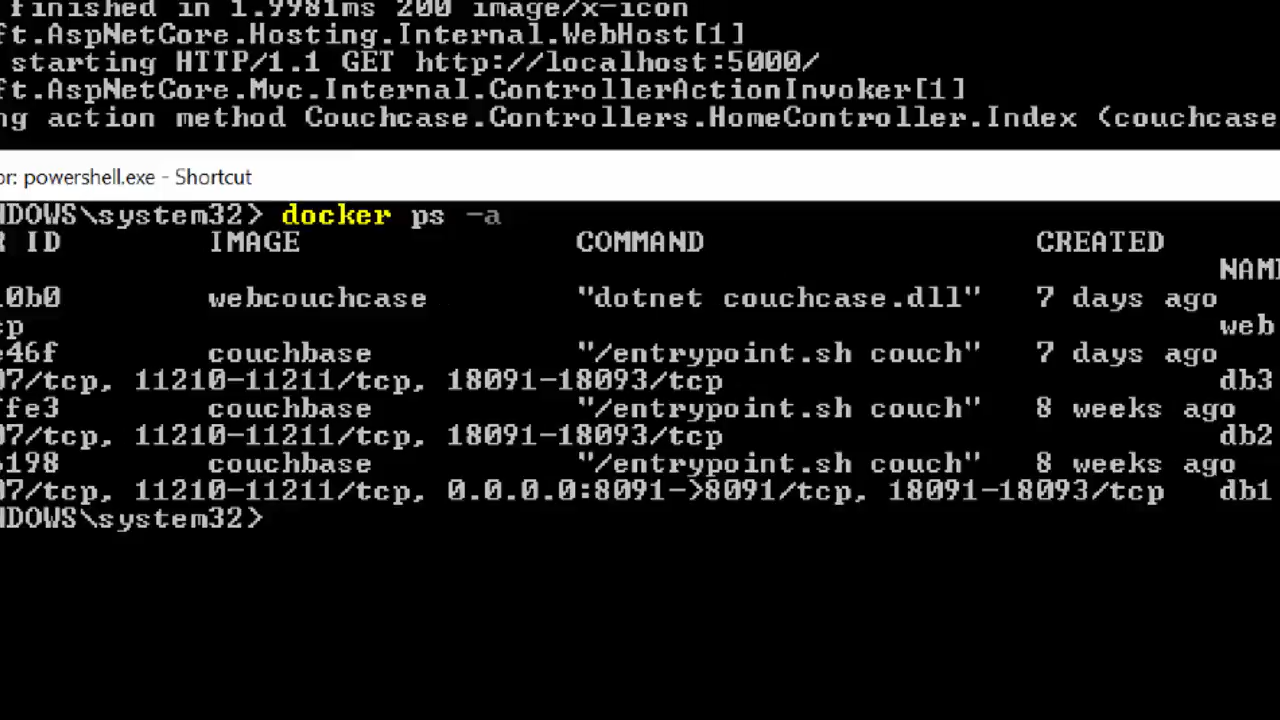 finished in 1.9981ms 200 image/x-icon
ft.AspNetCore.Hosting.Internal.WebHost[1]
starting HTTP/1.1 GET http://localhost:5000/
ft.AspNetCore.Mvc.Internal.ControllerActionInvoker[1]
ng action method Couchcase.Controllers.HomeController.Index (couchcase
or: powershell.exe - Shortcut
NDOWS\system32> docker ps -a
R ID IMAGE COMMAND CREATED
NAM
10b0 webcouchcase "dotnet couchcase.dll" 7 days ago
cp web
e46f couchbase "/entrypoint.sh couch" 7 days ago
07/tcp, 11210-11211/tcp, 18091-18093/tcp db3
ffe3 couchbase "/entrypoint.sh couch" 8 weeks ago
07/tcp, 11210-11211/tcp, 18091-18093/tcp db2
198 couchbase "/entrypoint.sh couch" 8 weeks ago
07/tcp, 11210-11211/tcp, 0.0.0.0:8091->8091/tcp, 18091-18093/tcp db1
NDOWS\system32>